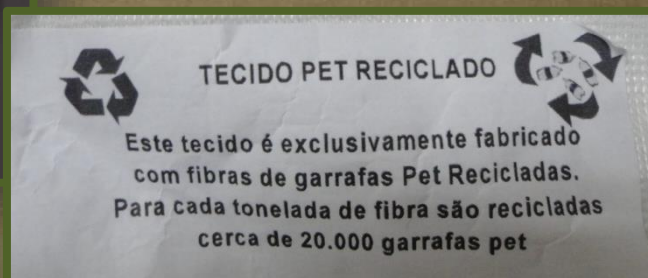 TECIDO PET RECICLADO
Este tecido é exclusivamente fabricado
com fibras de garrafas Pet Recicladas.
Para cada tonelada de fibra são recicladas
cerca de 20.000 garrafas pet